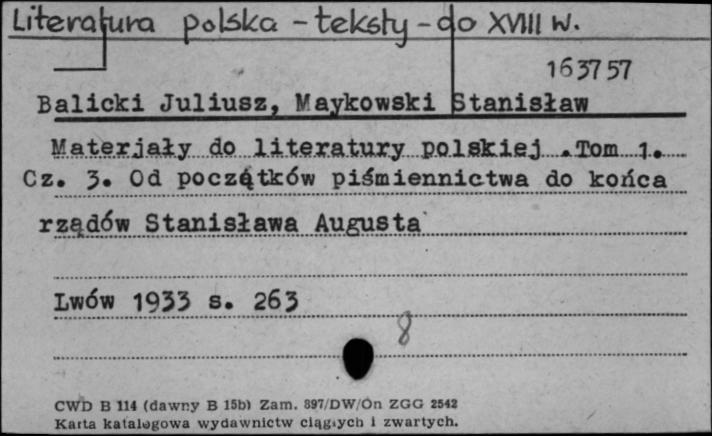 Literatura polska - teksty - do XVIII w.
163757
Balicki Juliusz, Maykowski Stanisław
Materjały do literatury polskiej .Tom 1.
Cz. 3. Od początków piśmiennictwa do końca
rządów Stanisława Augusta
Lwów 1933 s. 263
8
CWD B 114 (dawny B 15b) Zam. 897/DW/On ZGG 2542
Karta katalogowa wydawnictw ciągłych i zwartych.